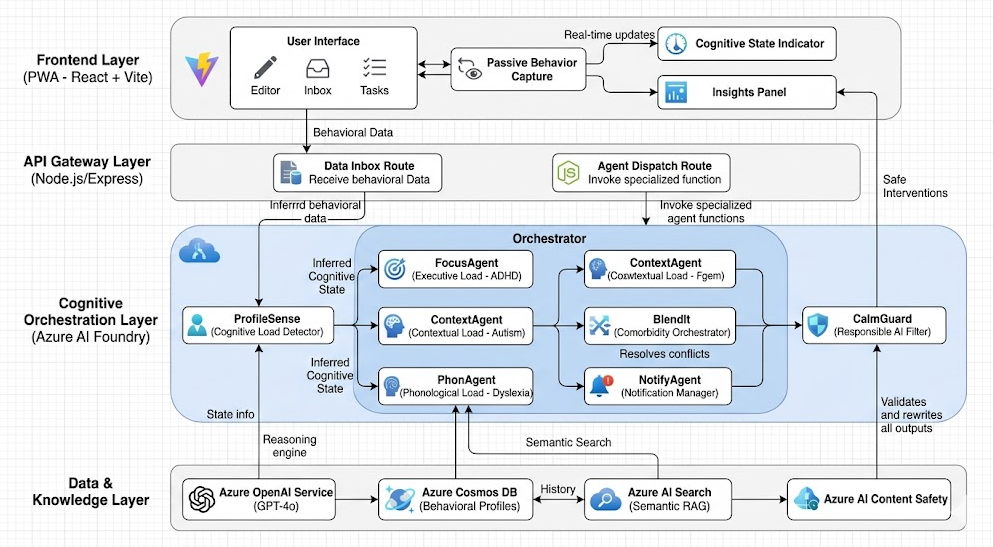 Frontend Layer
(PWA - React + Vite)
User Interface
Editor
Inbox
Tasks
Passive Behavior
Capture
Real-time updates
Cognitive State Indicator
Insights Panel
Behavioral Data
API Gateway Layer
(Node.js/Express)
Data Inbox Route
Receive behavioral Data
JS
Agent Dispatch Route
Invoke specialized function
Safe
Interventions
Inferrrd behavioral
data
Invoke specialized
agent functions
Cognitive
Orchestration Layer
(Azure AI Foundry)
Orchestrator
Inferred
Cognitive
State
FocusAgent
(Executive Load - ADHD)
ContextAgent
(Cowtextual Load - Fgem)
ProfileSense
(Cognitive Load Detector)
ContextAgent
(Contextual Load - Autism)
BlendIt
(Comorbidity Orchestrator)
Resolves conflicts
CalmGuard
(Responsible AI Filter)
Inferred
Cognitive
State
PhonAgent
(Phonological Load - Dyslexia)
1
NotifyAgent
(Notification Manager)
State info
Reasoning
engine
Semantic Search
Validates
and rewrites
all outputs
Data &
Knowledge Layer
Azure OpenAI Service
(GPT-4o)
Azure Cosmos DB
(Behavioral Profiles)
History
Azure AI Search
(Semantic RAG)
Azure AI Content Safety